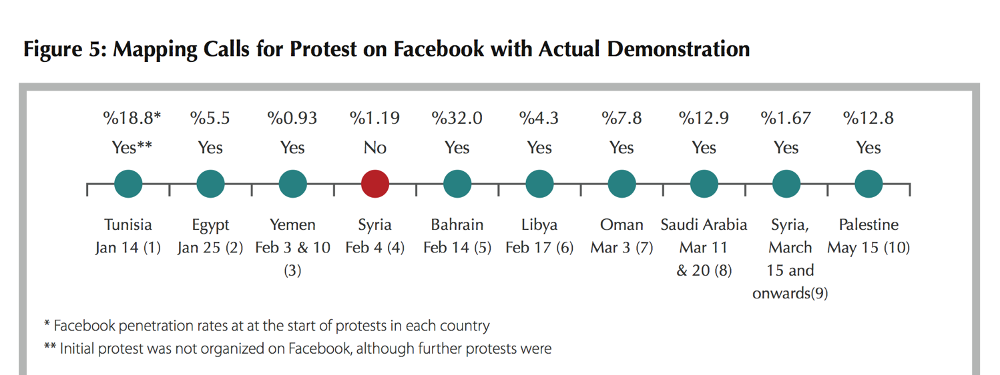 Figure 5: Mapping Calls for Protest on Facebook with Actual Demonstration
%18.8* %5.5 %0.93 %1.19 %32.0 %4.3 %7.8 %12.9 %1.67 %12.8
Yes** Yes Yes No Yes Yes Yes Yes Yes Yes
Tunisia Egypt Yemen Syria Bahrain Libya Oman Saudi Arabia Syria, Palestine
Jan 14 (1) Jan 25 (2) Feb 3 & 10 Feb 4 (4) Feb 14 (5) Feb 17 (6) Mar 3 (7) Mar 11 March May 15 (10)
(3) & 20 (8) 15 and
onwards(9)
* Facebook penetration rates at at the start of protests in each country
** Initial protest was not organized on Facebook, although further protests were